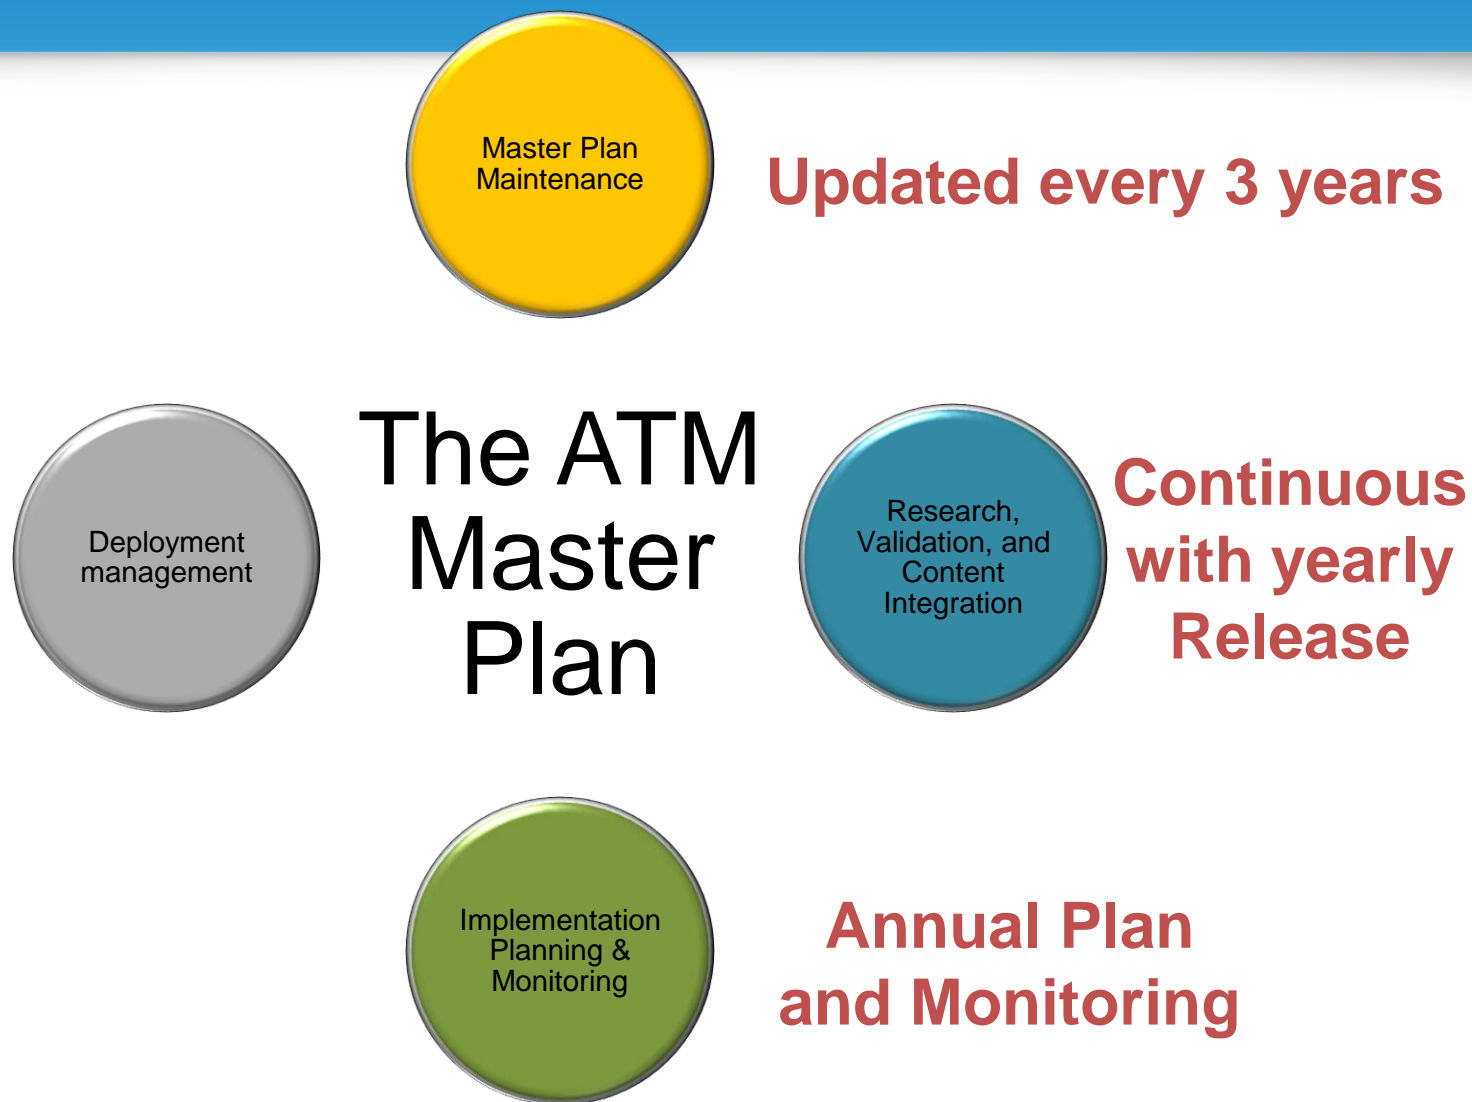 Master Plan
Maintenance
Updated every 3 years
The ATM
Master
Plan
Deployment
management
Research,
Validation, and
Content
Integration
Continuous
with yearly
Release
Implementation
Planning &
Monitoring
Annual Plan
and Monitoring